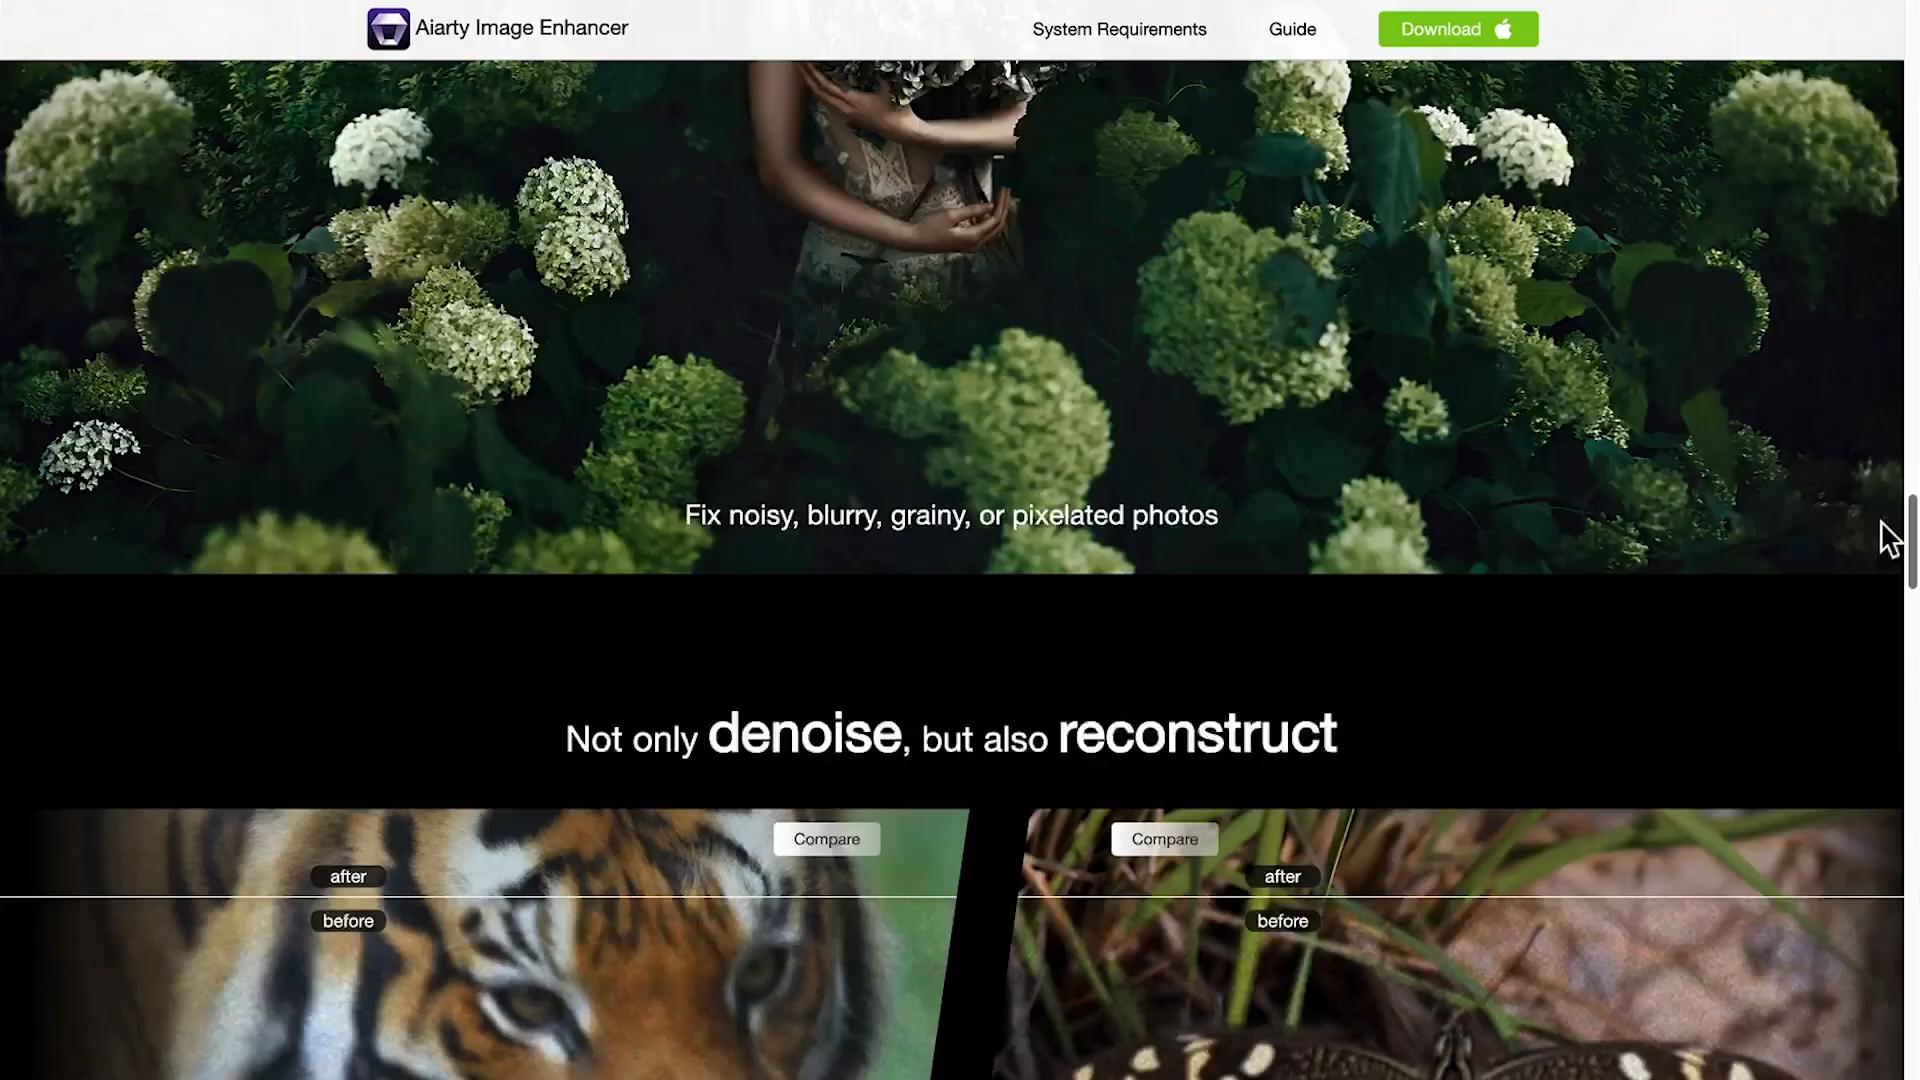 Aiarty Image Enhancer
System Requirements
Guide
Download
Fix noisy, blurry, grainy, or pixelated photos
Not only denoise, but also reconstruct
Compare
after
before
Compare
after
before